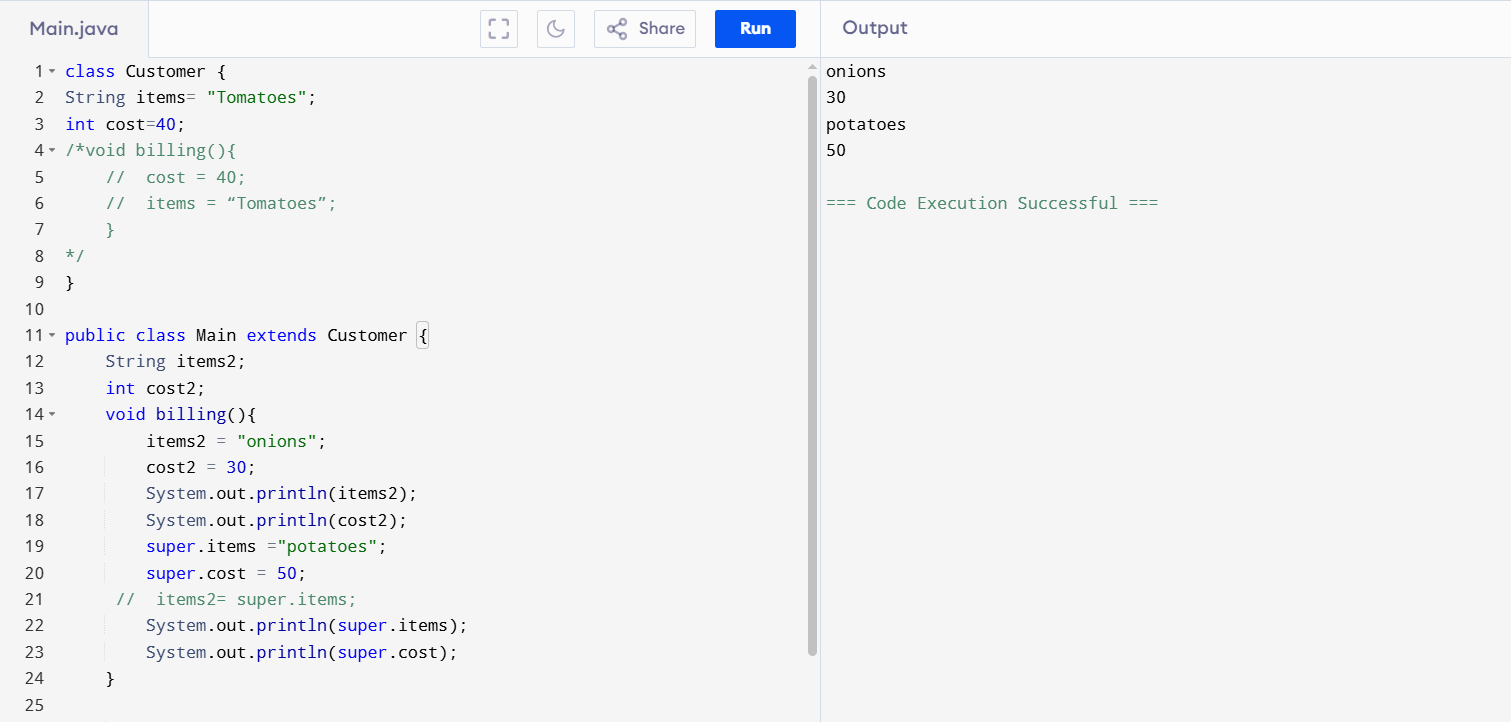 Main.java Share Run Output
1 class Customer {
2 String items= "Tomatoes";
3 int cost=40;
4 /*void billing(){
5     //  cost = 40;
6     //  items = “Tomatoes”;
7     }
8 */
9 }
10
11 public class Main extends Customer {
12     String items2;
13     int cost2;
14     void billing(){
15         items2 = "onions";
16         cost2 = 30;
17         System.out.println(items2);
18         System.out.println(cost2);
19         super.items ="potatoes";
20         super.cost = 50;
21      //  items2= super.items;
22         System.out.println(super.items);
23         System.out.println(super.cost);
24     }
25
onions
30
potatoes
50
=== Code Execution Successful ===